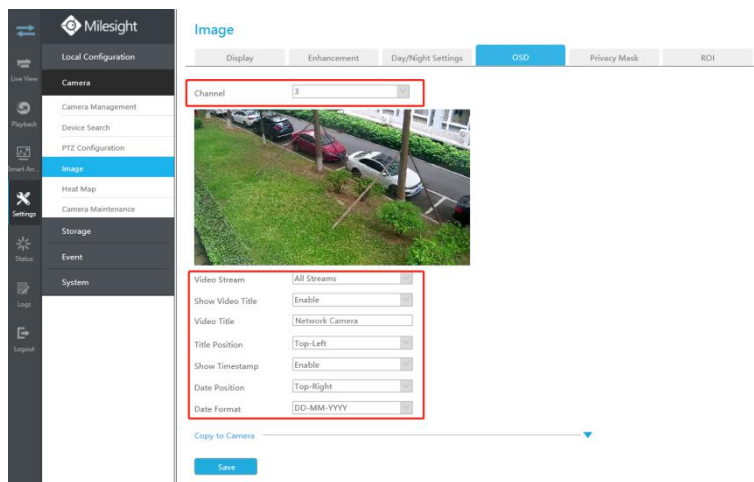 Milesight
Live View
Playback
Smart An...
Settings
Status
Logs
Logout
Local Configuration
Camera
Camera Management
Device Search
PTZ Configuration
Image
Heat Map
Camera Maintenance
Storage
Event
System
Image
Display Enhancement Day/Night Settings OSD Privacy Mask ROI
Channel 3
Video Stream All Streams
Show Video Title Enable
Video Title Network Camera
Title Position Top-Left
Show Timestamp Enable
Date Position Top-Right
Date Format DD-MM-YYYY
Copy to Camera
Save